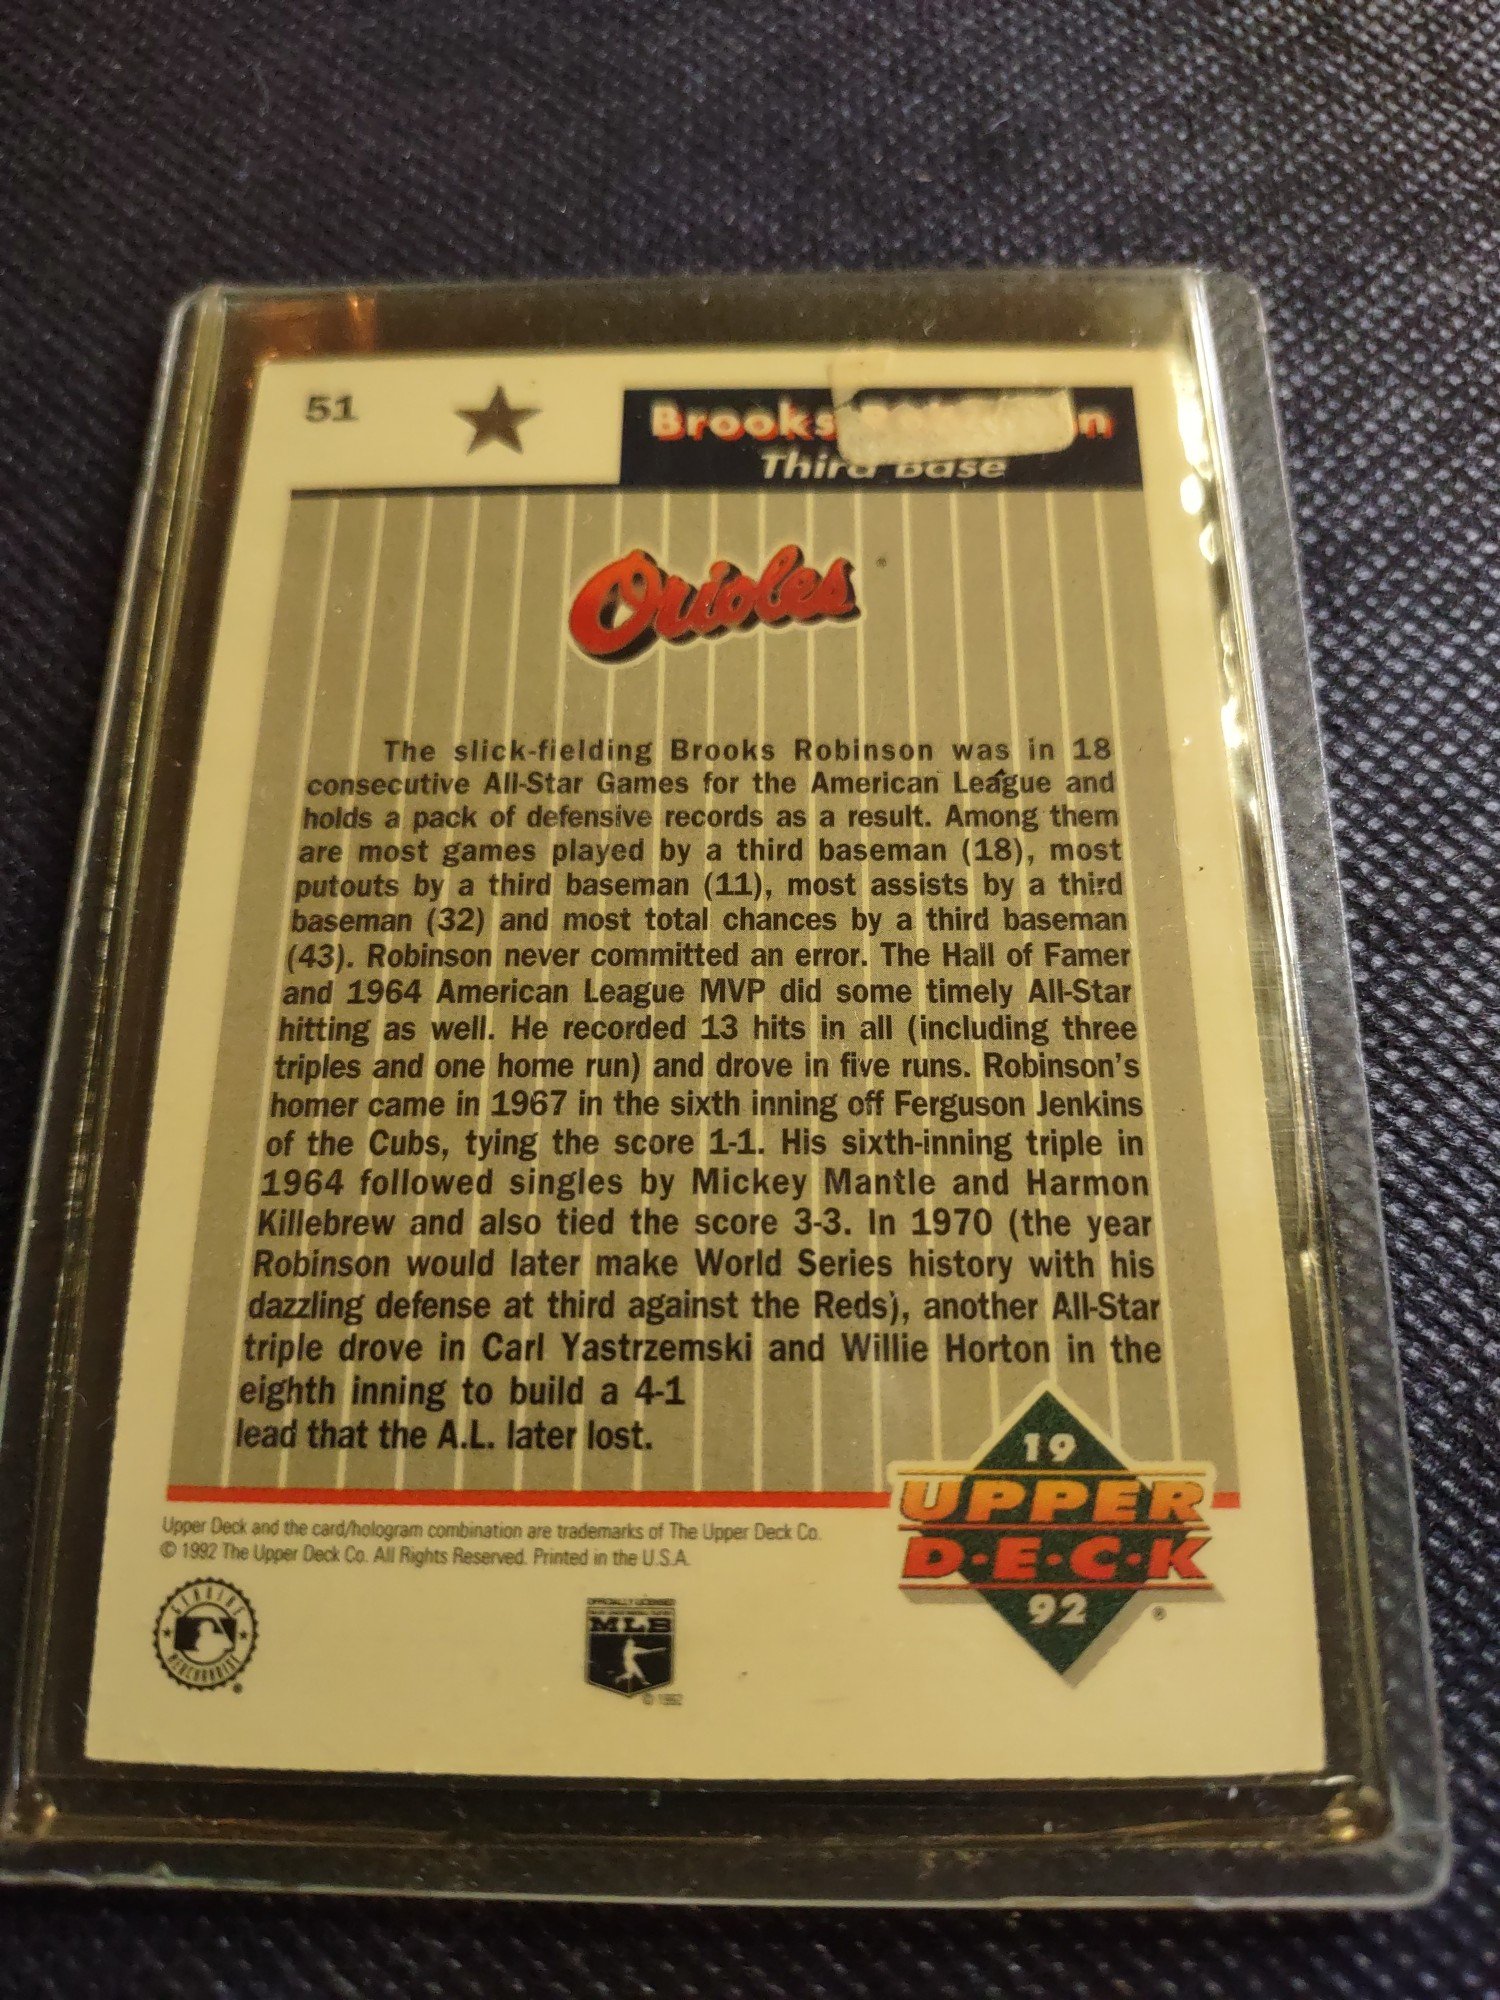 51
Brooks Robinson
Third Base
Orioles
®
The slick-fielding Brooks Robinson was in 18
consecutive All-Star Games for the American League and
holds a pack of defensive records as a result. Among them
are most games played by a third baseman (18), most
putouts by a third baseman (11), most assists by a third
baseman (32) and most total chances by a third baseman
(43). Robinson never committed an error. The Hall of Famer
and 1964 American League MVP did some timely All-Star
hitting as well. He recorded 13 hits in all (including three
triples and one home run) and drove in five runs. Robinson's
homer came in 1967 in the sixth inning off Ferguson Jenkins
of the Cubs, tying the score 1-1. His sixth-inning triple in
1964 followed singles by Mickey Mantle and Harmon
Killebrew and also tied the score 3-3. In 1970 (the year
Robinson would later make World Series history with his
dazzling defense at third against the Reds), another All-Star
triple drove in Carl Yastrzemski and Willie Horton in the
eighth inning to build a 4-1
lead that the A.L. later lost.
19
UPPER
D·E·C·K
92
®
Upper Deck and the card/hologram combination are trademarks of The Upper Deck Co.
© 1992 The Upper Deck Co. All Rights Reserved. Printed in the U.S.A.
GENUINE MERCHANDISE
®
OFFICIALLY LICENSED
MLB
© 1992